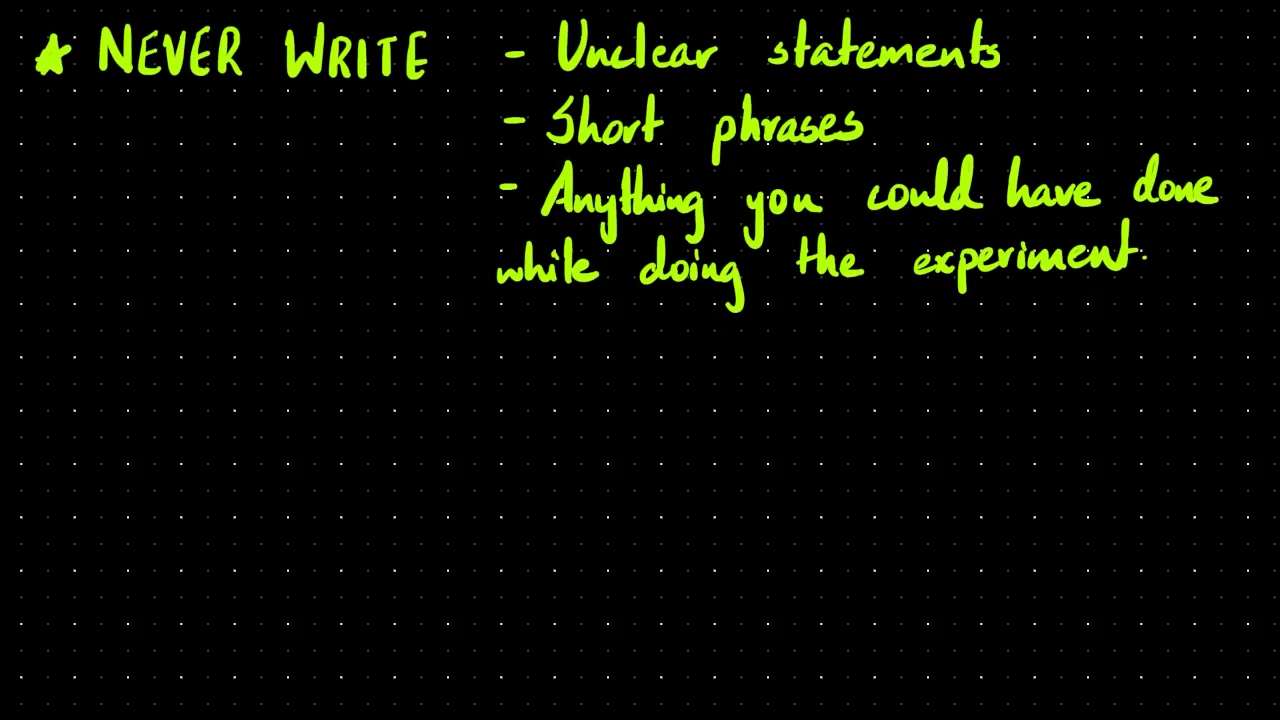 ★ NEVER WRITE - Unclear statements
- Short phrases
- Anything you could have done
while doing the experiment.